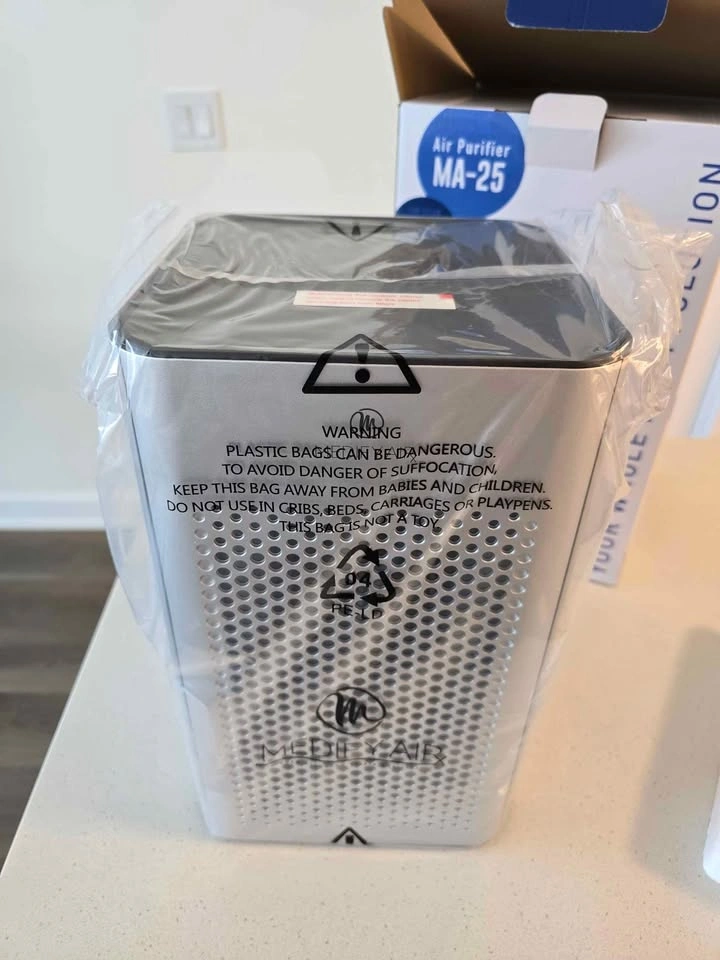 Air Purifier
MA-25
WARNING
PLASTIC BAGS CAN BE DANGEROUS.
TO AVOID DANGER OF SUFFOCATION,
KEEP THIS BAG AWAY FROM BABIES AND CHILDREN.
DO NOT USE IN CRIBS, BEDS, CARRIAGES OR PLAYPENS.
THIS BAG IS NOT A TOY.
04
PE-LD
m
MEDIFY AIR
YOUR WHOLE